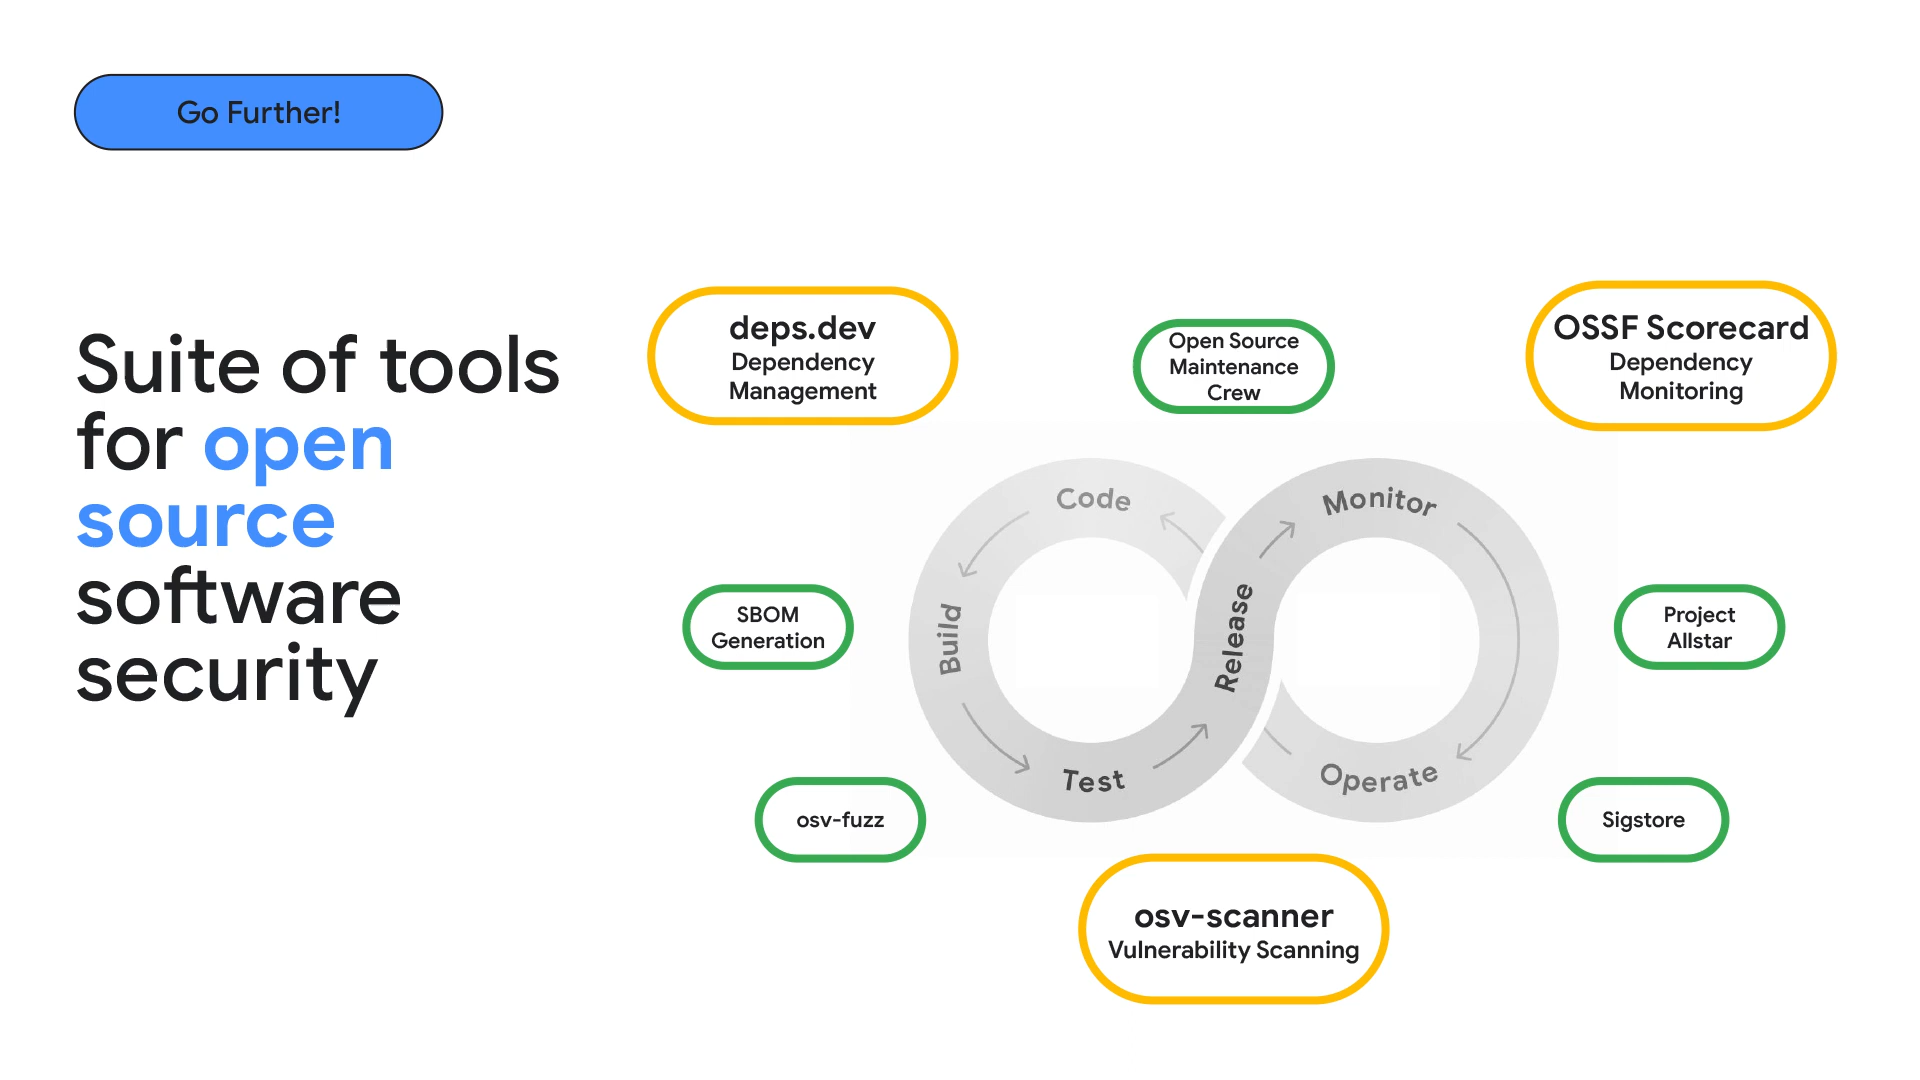 Go Further!
Suite of tools
for open
source
software
security
deps.dev
Dependency
Management
Open Source
Maintenance
Crew
OSSF Scorecard
Dependency
Monitoring
Code
Monitor
SBOM
Generation
Build
Release
Project
Allstar
Test
Operate
osv-fuzz
Sigstore
osv-scanner
Vulnerability Scanning